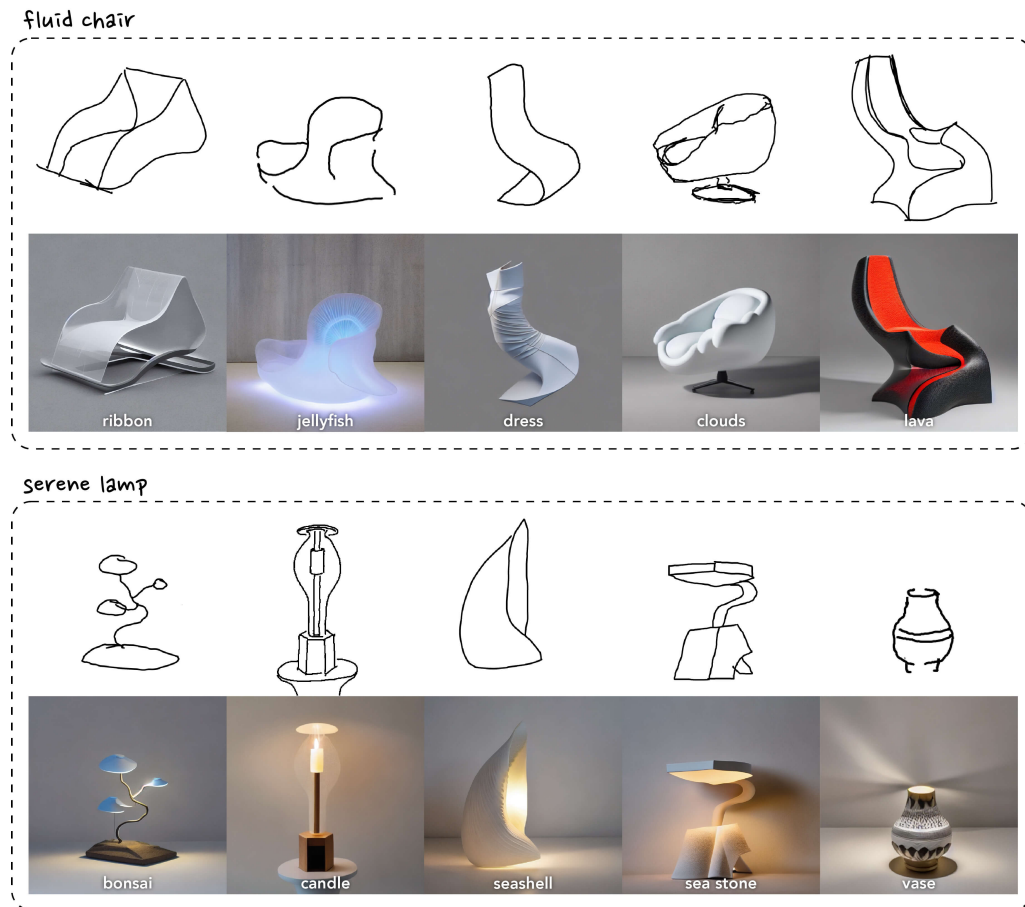 fluid chair
ribbon
jellyfish
dress
clouds
lava
serene lamp
bonsai
candle
seashell
sea stone
vase